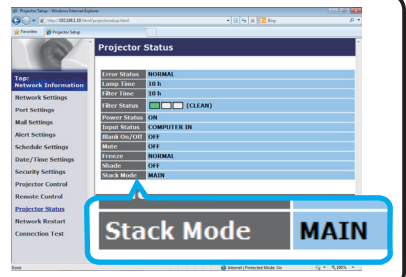 Projector Setup - Windows Internet Explorer
Bing
Favorites Projector Setup
Projector Status
Top:
Network Information
Network Settings
Port Settings
Mail Settings
Alert Settings
Schedule Settings
Date/Time Settings
Security Settings
Projector Control
Remote Control
Projector Status
Network Restart
Connection Test
Error Status NORMAL
Lamp Time 10 h
Filter Time 10 h
Filter Status (CLEAN)
Power Status ON
Input Status COMPUTER IN
Blank On/Off OFF
Mute OFF
Freeze NORMAL
Shade OFF
Stack Mode MAIN
Stack Mode MAIN
Done
Internet | Protected Mode: On
100%